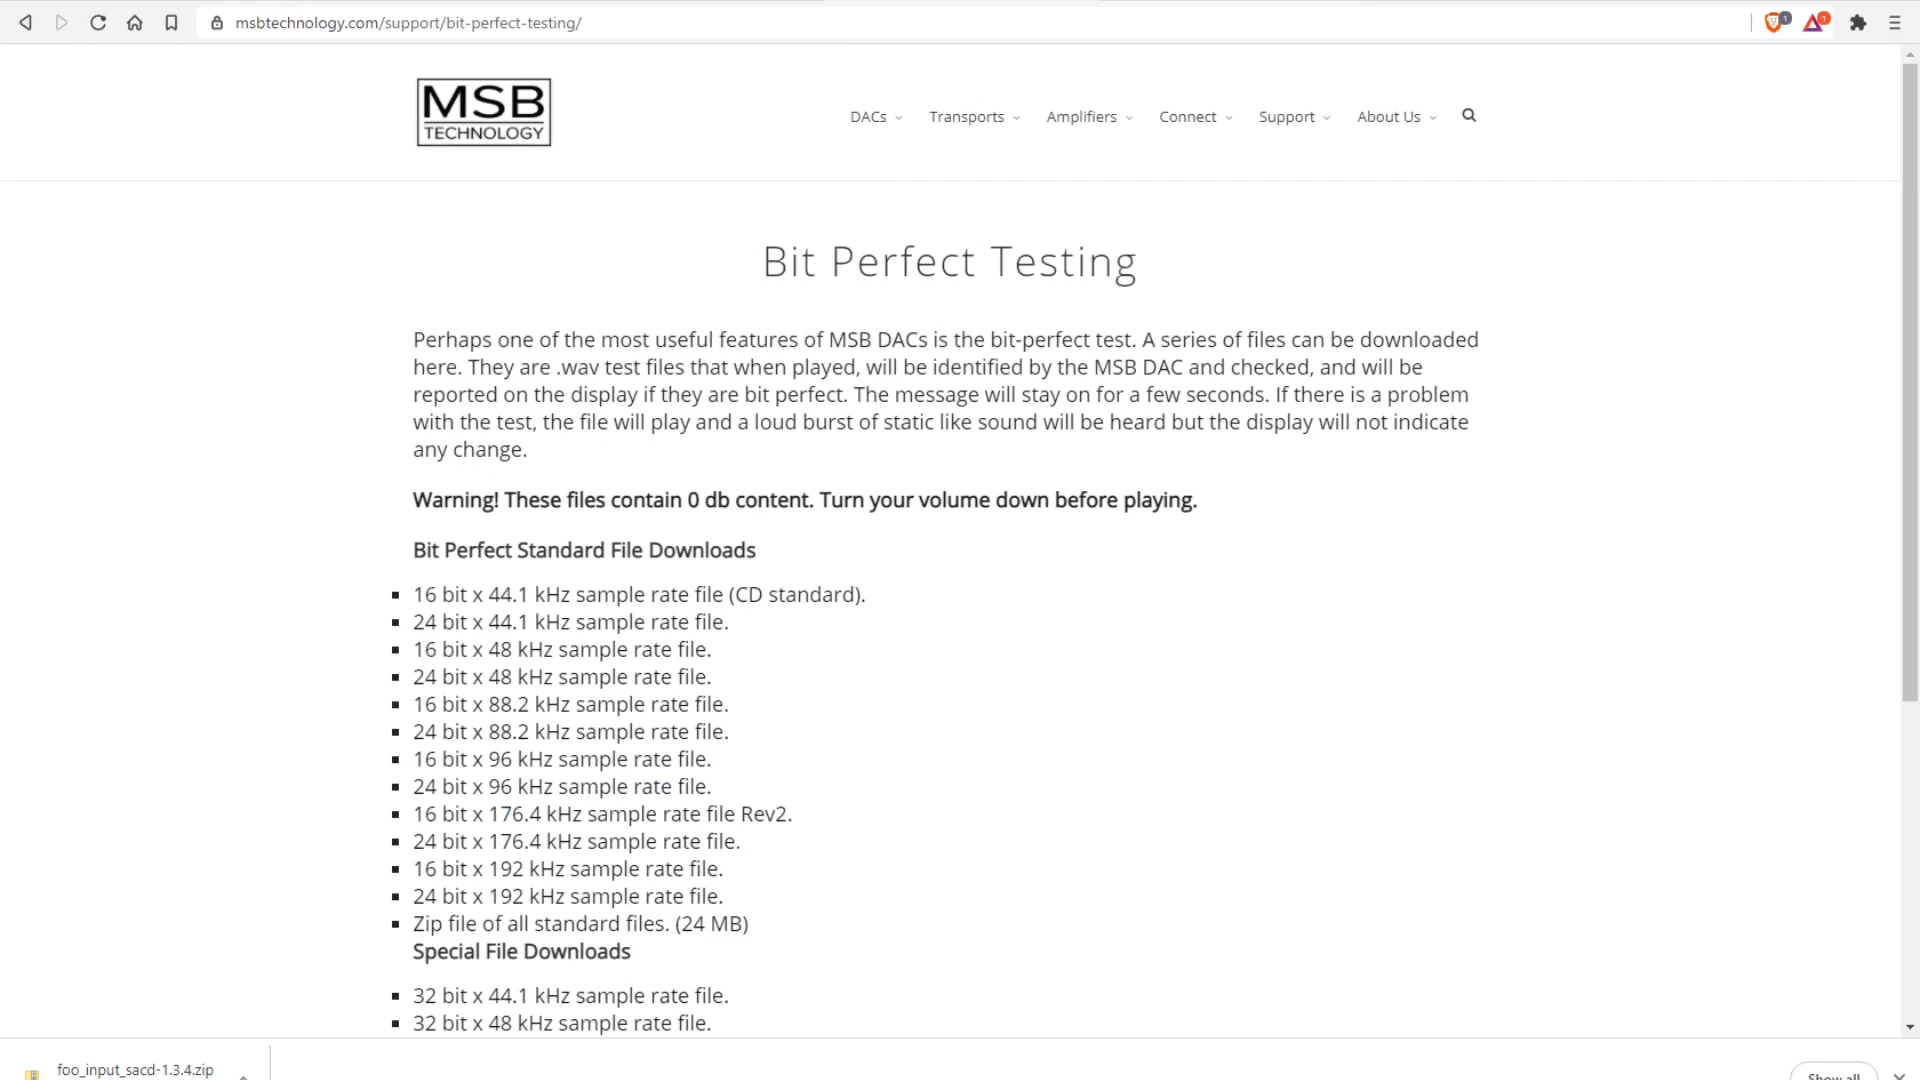 msbtechnology.com/support/bit-perfect-testing/
1
1
MSB
TECHNOLOGY
DACs
Transports
Amplifiers
Connect
Support
About Us
Bit Perfect Testing
Perhaps one of the most useful features of MSB DACs is the bit-perfect test. A series of files can be downloaded
here. They are .wav test files that when played, will be identified by the MSB DAC and checked, and will be
reported on the display if they are bit perfect. The message will stay on for a few seconds. If there is a problem
with the test, the file will play and a loud burst of static like sound will be heard but the display will not indicate
any change.
Warning! These files contain 0 db content. Turn your volume down before playing.
Bit Perfect Standard File Downloads
16 bit x 44.1 kHz sample rate file (CD standard).
24 bit x 44.1 kHz sample rate file.
16 bit x 48 kHz sample rate file.
24 bit x 48 kHz sample rate file.
16 bit x 88.2 kHz sample rate file.
24 bit x 88.2 kHz sample rate file.
16 bit x 96 kHz sample rate file.
24 bit x 96 kHz sample rate file.
16 bit x 176.4 kHz sample rate file Rev2.
24 bit x 176.4 kHz sample rate file.
16 bit x 192 kHz sample rate file.
24 bit x 192 kHz sample rate file.
Zip file of all standard files. (24 MB)
Special File Downloads
32 bit x 44.1 kHz sample rate file.
32 bit x 48 kHz sample rate file.
foo_input_sacd-1.3.4.zip
Show all